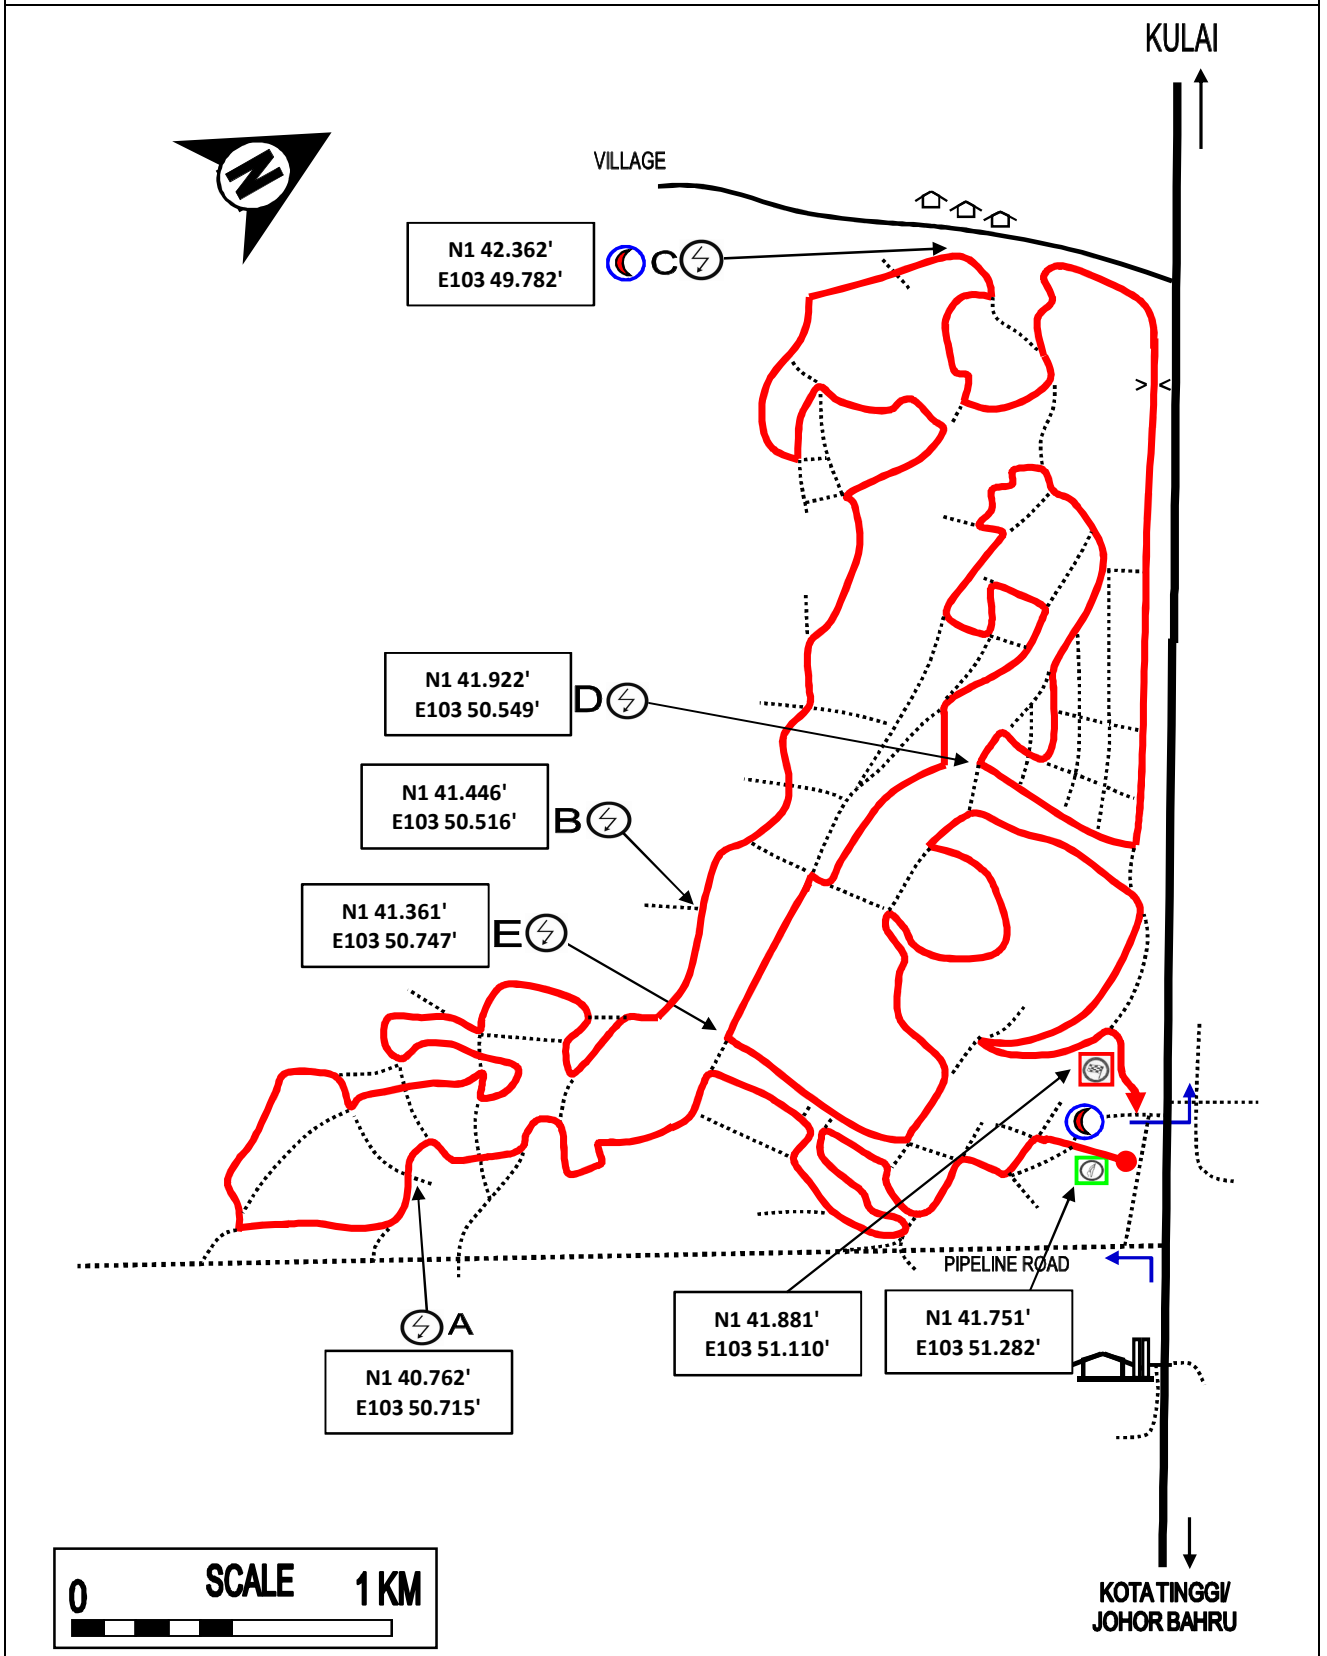 KULAI
VILLAGE
N
N1 42.362'
E103 49.782'
C
> <
N1 41.922'
E103 50.549'
D
N1 41.446'
E103 50.516'
B
N1 41.361'
E103 50.747'
E
PIPELINE ROAD
A
N1 40.762'
E103 50.715'
N1 41.881'
E103 51.110'
N1 41.751'
E103 51.282'
0 SCALE 1 KM
KOTA TINGGI/
JOHOR BAHRU